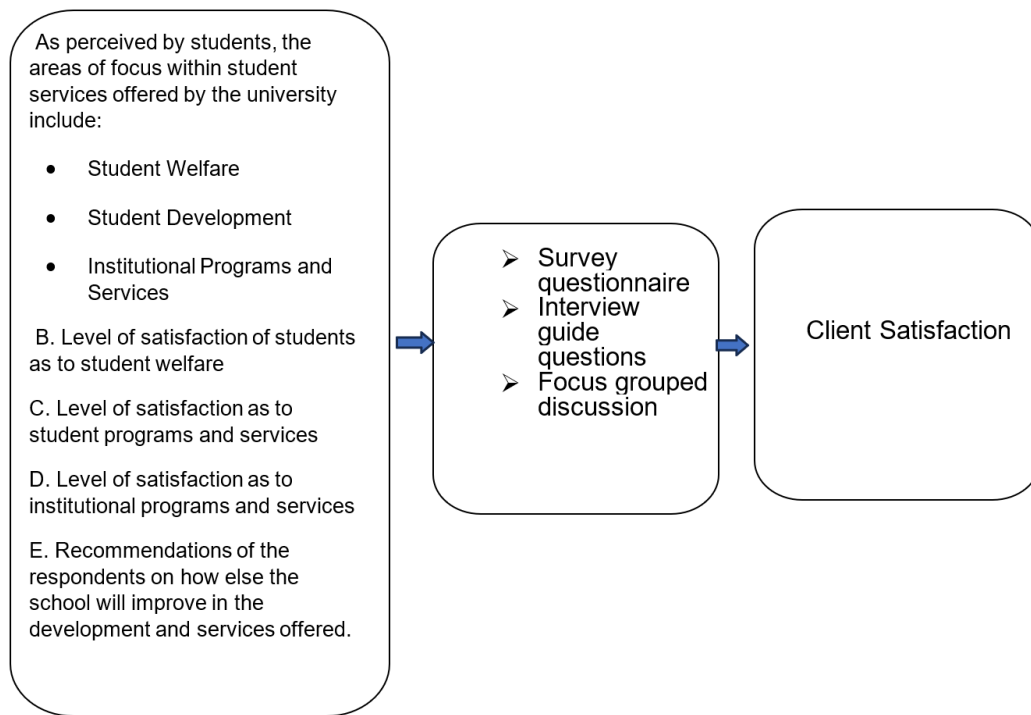 As perceived by students, the
areas of focus within student
services offered by the university
include:
• Student Welfare
• Student Development
• Institutional Programs and
Services
B. Level of satisfaction of students
as to student welfare
C. Level of satisfaction as to
student programs and services
D. Level of satisfaction as to
institutional programs and services
E. Recommendations of the
respondents on how else the
school will improve in the
development and services offered.
➢ Survey
questionnaire
➢ Interview
guide
questions
➢ Focus grouped
discussion
Client Satisfaction